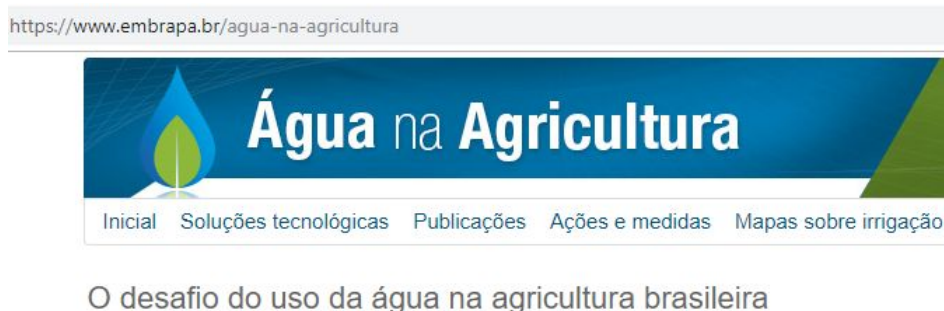 https://www.embrapa.br/agua-na-agricultura
Água na Agricultura
Inicial Soluções tecnológicas Publicações Ações e medidas Mapas sobre irrigação
O desafio do uso da água na agricultura brasileira